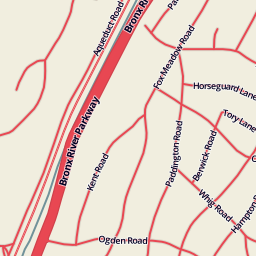 Aqueduct Road
Bronx Ri
Pa
Fox Meadow Road
Horseguard Lane
Tory Lane
Bronx River Parkway
Kent Road
Paddington Road
Berwick Road
Whig Road
Hampton
Ogden Road